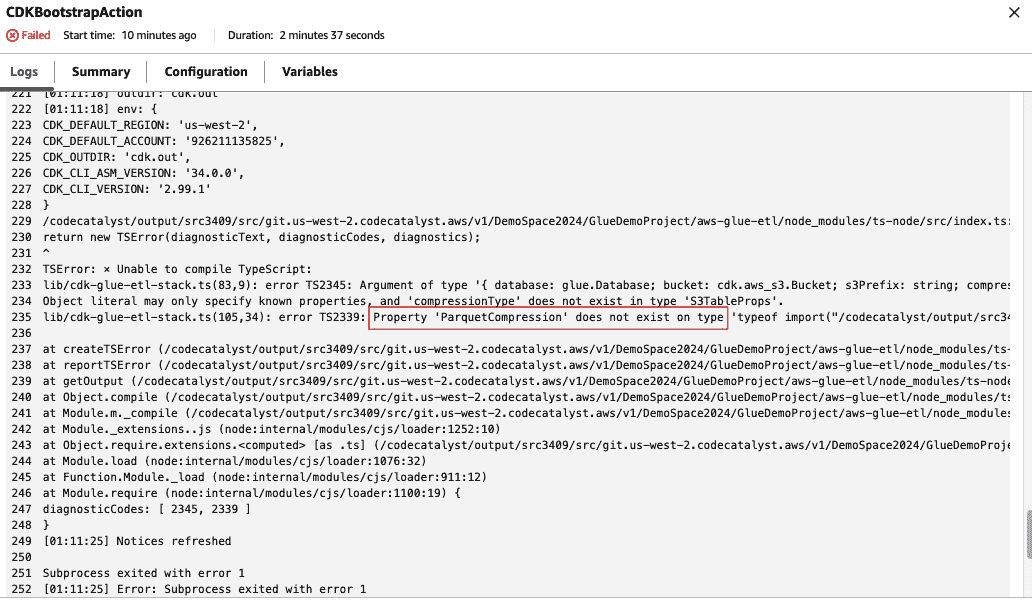 CDKBootstrapAction
Failed Start time: 10 minutes ago Duration: 2 minutes 37 seconds
Logs Summary Configuration Variables
221 [01:11:18] outdir: cdk.out
222 [01:11:18] env: {
223 CDK_DEFAULT_REGION: 'us-west-2',
224 CDK_DEFAULT_ACCOUNT: '926211135825',
225 CDK_OUTDIR: 'cdk.out',
226 CDK_CLI_ASM_VERSION: '34.0.0',
227 CDK_CLI_VERSION: '2.99.1'
228 }
229 /codecatalyst/output/src3409/src/git.us-west-2.codecatalyst.aws/v1/DemoSpace2024/GlueDemoProject/aws-glue-etl/node_modules/ts-node/src/index.ts:
230 return new TSError(diagnosticText, diagnosticCodes, diagnostics);
231 ^
232 TSError: × Unable to compile TypeScript:
233 lib/cdk-glue-etl-stack.ts(83,9): error TS2345: Argument of type '{ database: glue.Database; bucket: cdk.aws_s3.Bucket; s3Prefix: string; compres
234 Object literal may only specify known properties, and 'compressionType' does not exist in type 'S3TableProps'.
235 lib/cdk-glue-etl-stack.ts(105,34): error TS2339: Property 'ParquetCompression' does not exist on type 'typeof import("/codecatalyst/output/src34
236
237 at createTSError (/codecatalyst/output/src3409/src/git.us-west-2.codecatalyst.aws/v1/DemoSpace2024/GlueDemoProject/aws-glue-etl/node_modules/ts-
238 at reportTSError (/codecatalyst/output/src3409/src/git.us-west-2.codecatalyst.aws/v1/DemoSpace2024/GlueDemoProject/aws-glue-etl/node_modules/ts-
239 at getOutput (/codecatalyst/output/src3409/src/git.us-west-2.codecatalyst.aws/v1/DemoSpace2024/GlueDemoProject/aws-glue-etl/node_modules/ts-node
240 at Object.compile (/codecatalyst/output/src3409/src/git.us-west-2.codecatalyst.aws/v1/DemoSpace2024/GlueDemoProject/aws-glue-etl/node_modules/ts
241 at Module.m._compile (/codecatalyst/output/src3409/src/git.us-west-2.codecatalyst.aws/v1/DemoSpace2024/GlueDemoProject/aws-glue-etl/node_modules
242 at Module._extensions..js (node:internal/modules/cjs/loader:1252:10)
243 at Object.require.extensions.<computed> [as .ts] (/codecatalyst/output/src3409/src/git.us-west-2.codecatalyst.aws/v1/DemoSpace2024/GlueDemoProje
244 at Module.load (node:internal/modules/cjs/loader:1076:32)
245 at Function.Module._load (node:internal/modules/cjs/loader:911:12)
246 at Module.require (node:internal/modules/cjs/loader:1100:19) {
247 diagnosticCodes: [ 2345, 2339 ]
248 }
249 [01:11:25] Notices refreshed
250
251 Subprocess exited with error 1
252 [01:11:25] Error: Subprocess exited with error 1